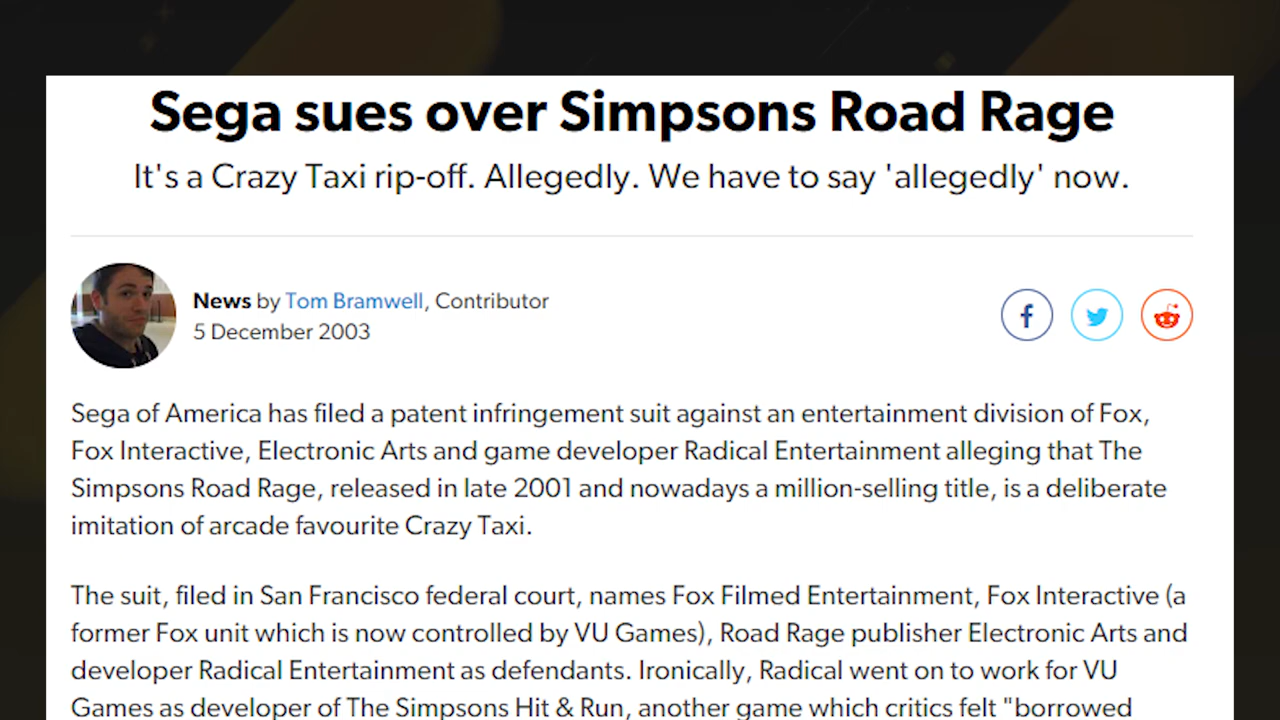 Sega sues over Simpsons Road Rage
It's a Crazy Taxi rip-off. Allegedly. We have to say 'allegedly' now.
News by Tom Bramwell, Contributor
5 December 2003
Sega of America has filed a patent infringement suit against an entertainment division of Fox,
Fox Interactive, Electronic Arts and game developer Radical Entertainment alleging that The
Simpsons Road Rage, released in late 2001 and nowadays a million-selling title, is a deliberate
imitation of arcade favourite Crazy Taxi.
The suit, filed in San Francisco federal court, names Fox Filmed Entertainment, Fox Interactive (a
former Fox unit which is now controlled by VU Games), Road Rage publisher Electronic Arts and
developer Radical Entertainment as defendants. Ironically, Radical went on to work for VU
Games as developer of The Simpsons Hit & Run, another game which critics felt "borrowed